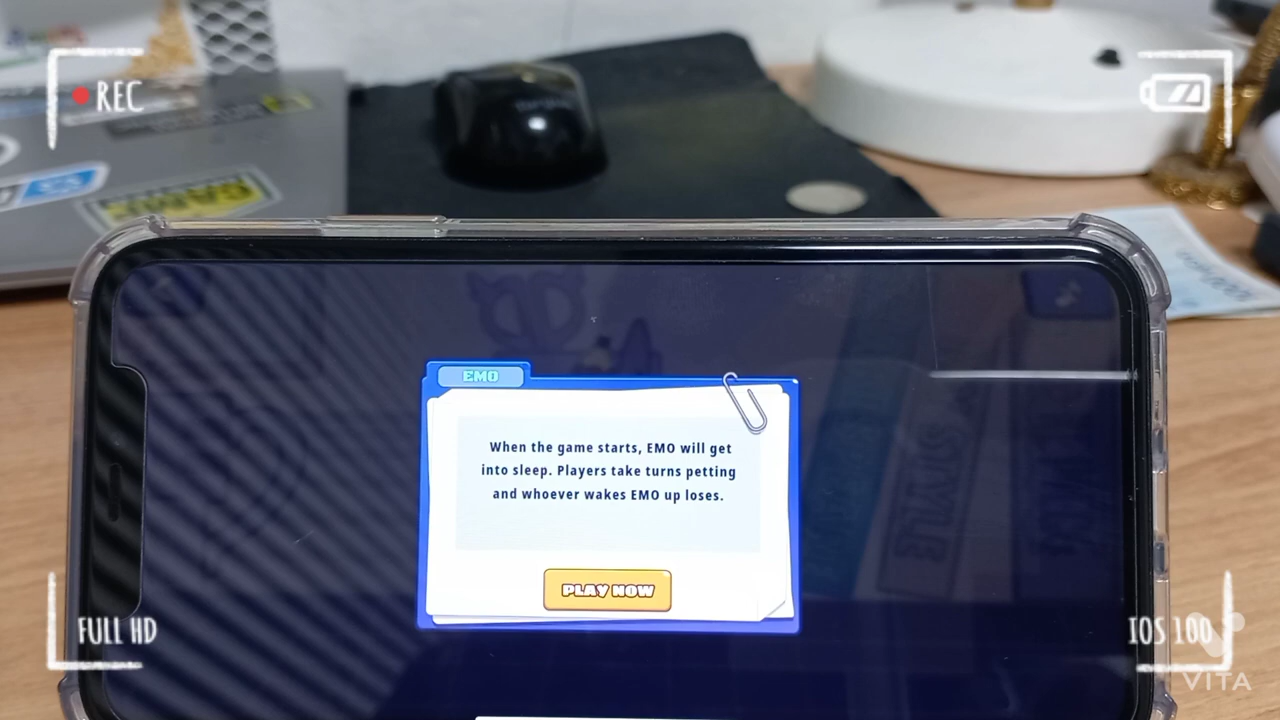 REC
EMO
When the game starts, EMO will get
into sleep. Players take turns petting
and whoever wakes EMO up loses.
PLAY NOW
FULL HD
IOS 100
VITA